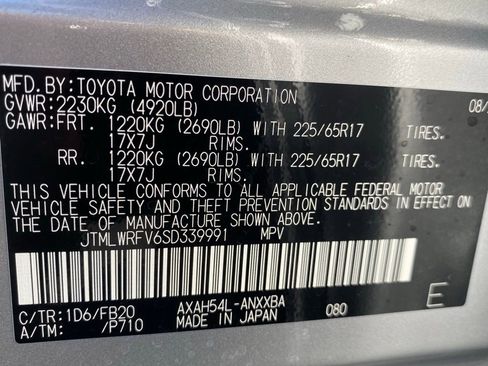 MFD.BY:TOYOTA MOTOR CORPORATION 08/
GVWR:2230KG (4920LB)
GAWR:FRT. 1220KG (2690LB) WITH 225/65R17 TIRES.
17X7J RIMS.
RR. 1220KG (2690LB) WITH 225/65R17 TIRES.
17X7J RIMS.
THIS VEHICLE CONFORMS TO ALL APPLICABLE FEDERAL MOTOR
VEHICLE SAFETY AND THEFT PREVENTION STANDARDS IN EFFECT ON
THE DATE OF MANUFACTURE SHOWN ABOVE.
JTMLWRFV6SD339991 MPV
C/TR:1D6/FB20 AXAH54L-ANXXBA 080 E
A/TM: /P710 MADE IN JAPAN